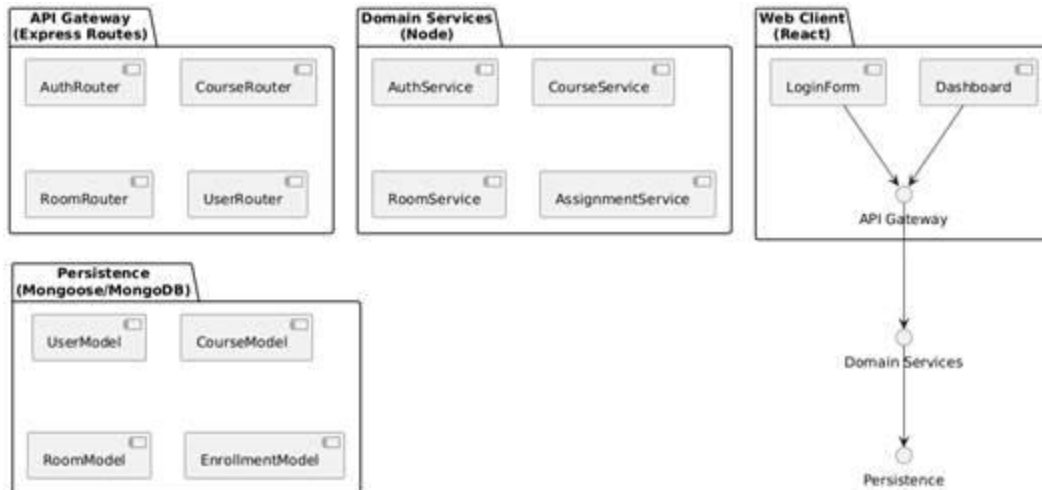 API Gateway
(Express Routes)
AuthRouter
CourseRouter
RoomRouter
UserRouter
Domain Services
(Node)
AuthService
CourseService
RoomService
AssignmentService
Web Client
(React)
LoginForm
Dashboard
API Gateway
Domain Services
Persistence
Persistence
(Mongoose/MongoDB)
UserModel
CourseModel
RoomModel
EnrollmentModel